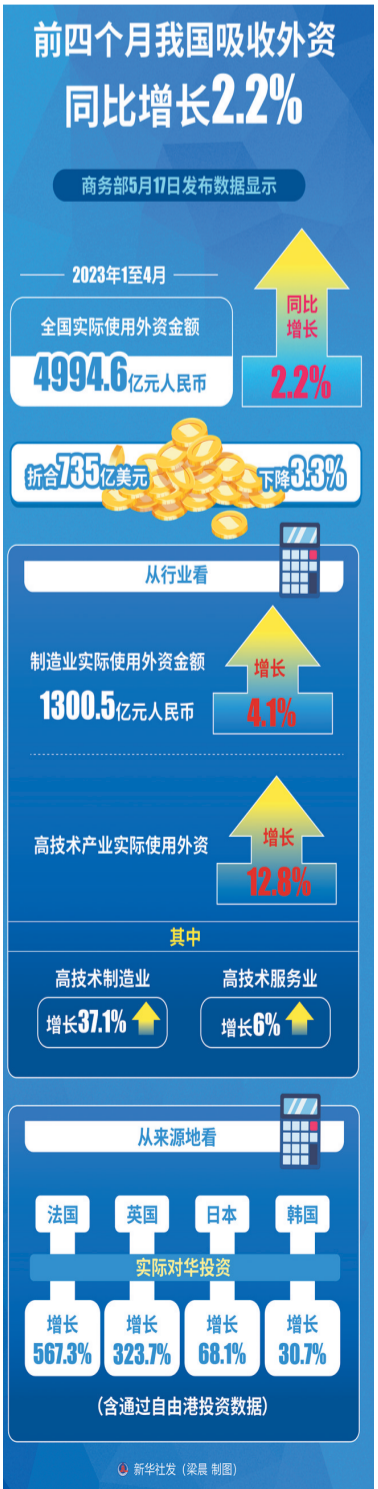 前四个月我国吸收外资
同比增长2.2%
商务部5月17日发布数据显示
2023年1至4月
全国实际使用外资金额
4994.6亿元人民币
同比
增长
2.2%
折合735亿美元
下降3.3%
从行业看
制造业实际使用外资金额
1300.5亿元人民币
增长
4.1%
高技术产业实际使用外资
增长
12.8%
其中
高技术制造业
增长37.1%
高技术服务业
增长6%
从来源地看
法国 英国 日本 韩国
实际对华投资
增长 增长 增长 增长
567.3% 323.7% 68.1% 30.7%
(含通过自由港投资数据)
新华社发（梁晨 制图）